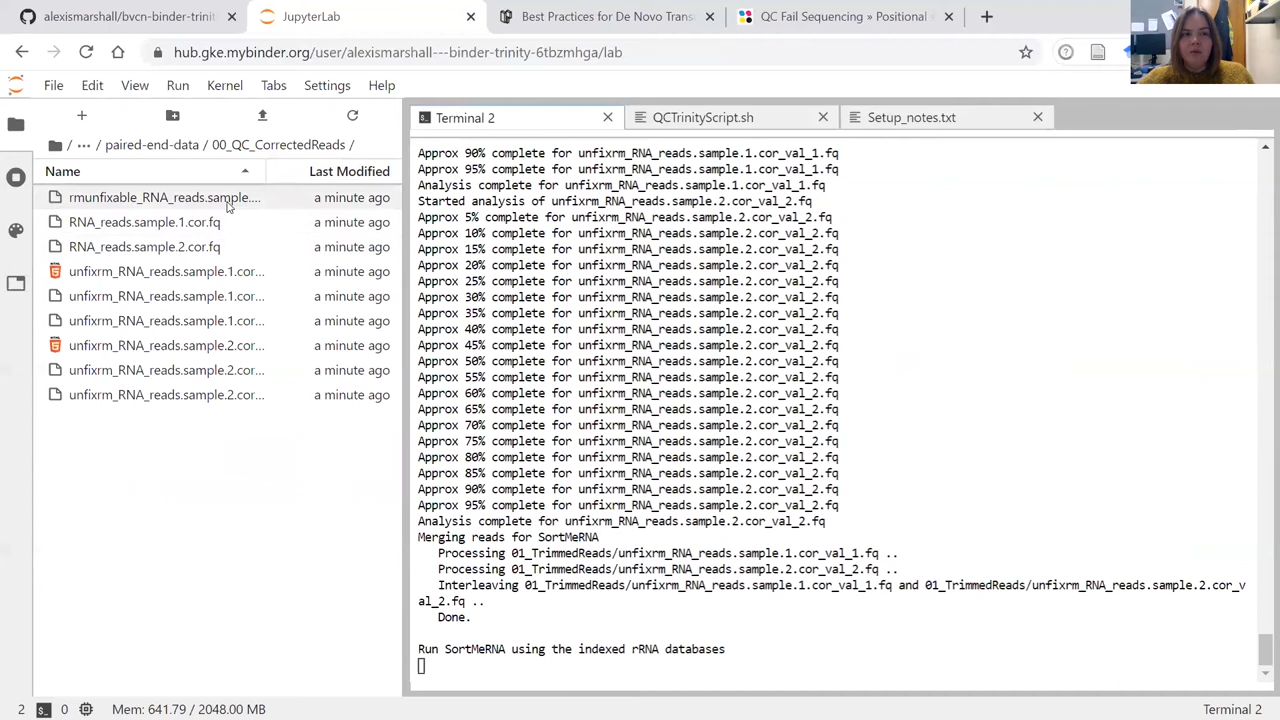 alexismarshall/bvcn-binder-trinit
JupyterLab
Best Practices for De Novo Trans
QC Fail Sequencing » Positional
hub.gke.mybinder.org/user/alexismarshall---binder-trinity-6tbzmhga/lab
File Edit View Run Kernel Tabs Settings Help
Terminal 2
QCTrinityScript.sh
Setup_notes.txt
/ ··· / paired-end-data / 00_QC_CorrectedReads /
Name Last Modified
rmunfixable_RNA_reads.sample.... a minute ago
RNA_reads.sample.1.cor.fq a minute ago
RNA_reads.sample.2.cor.fq a minute ago
unfixrm_RNA_reads.sample.1.cor... a minute ago
unfixrm_RNA_reads.sample.1.cor... a minute ago
unfixrm_RNA_reads.sample.1.cor... a minute ago
unfixrm_RNA_reads.sample.2.cor... a minute ago
unfixrm_RNA_reads.sample.2.cor... a minute ago
unfixrm_RNA_reads.sample.2.cor... a minute ago
Approx 90% complete for unfixrm_RNA_reads.sample.1.cor_val_1.fq
Approx 95% complete for unfixrm_RNA_reads.sample.1.cor_val_1.fq
Analysis complete for unfixrm_RNA_reads.sample.1.cor_val_1.fq
Started analysis of unfixrm_RNA_reads.sample.2.cor_val_2.fq
Approx 5% complete for unfixrm_RNA_reads.sample.2.cor_val_2.fq
Approx 10% complete for unfixrm_RNA_reads.sample.2.cor_val_2.fq
Approx 15% complete for unfixrm_RNA_reads.sample.2.cor_val_2.fq
Approx 20% complete for unfixrm_RNA_reads.sample.2.cor_val_2.fq
Approx 25% complete for unfixrm_RNA_reads.sample.2.cor_val_2.fq
Approx 30% complete for unfixrm_RNA_reads.sample.2.cor_val_2.fq
Approx 35% complete for unfixrm_RNA_reads.sample.2.cor_val_2.fq
Approx 40% complete for unfixrm_RNA_reads.sample.2.cor_val_2.fq
Approx 45% complete for unfixrm_RNA_reads.sample.2.cor_val_2.fq
Approx 50% complete for unfixrm_RNA_reads.sample.2.cor_val_2.fq
Approx 55% complete for unfixrm_RNA_reads.sample.2.cor_val_2.fq
Approx 60% complete for unfixrm_RNA_reads.sample.2.cor_val_2.fq
Approx 65% complete for unfixrm_RNA_reads.sample.2.cor_val_2.fq
Approx 70% complete for unfixrm_RNA_reads.sample.2.cor_val_2.fq
Approx 75% complete for unfixrm_RNA_reads.sample.2.cor_val_2.fq
Approx 80% complete for unfixrm_RNA_reads.sample.2.cor_val_2.fq
Approx 85% complete for unfixrm_RNA_reads.sample.2.cor_val_2.fq
Approx 90% complete for unfixrm_RNA_reads.sample.2.cor_val_2.fq
Approx 95% complete for unfixrm_RNA_reads.sample.2.cor_val_2.fq
Analysis complete for unfixrm_RNA_reads.sample.2.cor_val_2.fq
Merging reads for SortMeRNA
Processing 01_TrimmedReads/unfixrm_RNA_reads.sample.1.cor_val_1.fq ..
Processing 01_TrimmedReads/unfixrm_RNA_reads.sample.2.cor_val_2.fq ..
Interleaving 01_TrimmedReads/unfixrm_RNA_reads.sample.1.cor_val_1.fq and 01_TrimmedReads/unfixrm_RNA_reads.sample.2.cor_v
al_2.fq ..
Done.
Run SortMeRNA using the indexed rRNA databases
2 0 Mem: 641.79 / 2048.00 MB
Terminal 2